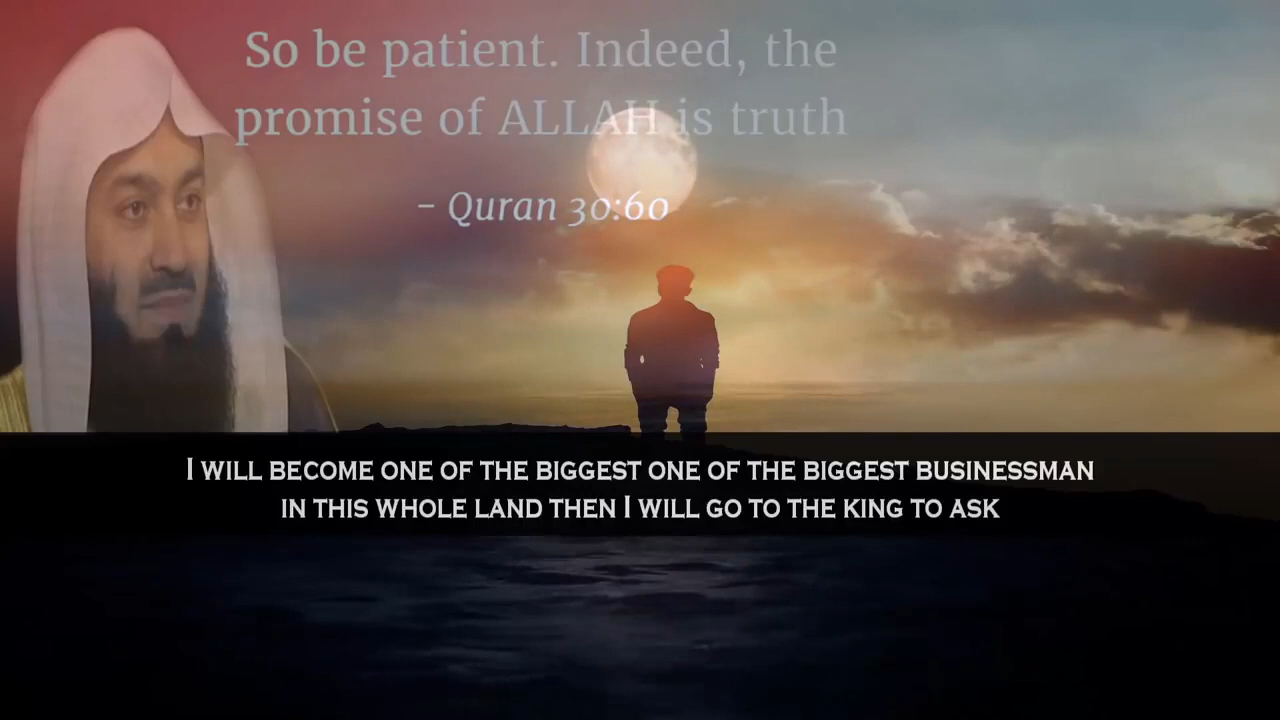 So be patient. Indeed, the
promise of ALLAH is truth
- Quran 30:60
I WILL BECOME ONE OF THE BIGGEST ONE OF THE BIGGEST BUSINESSMAN
IN THIS WHOLE LAND THEN I WILL GO TO THE KING TO ASK